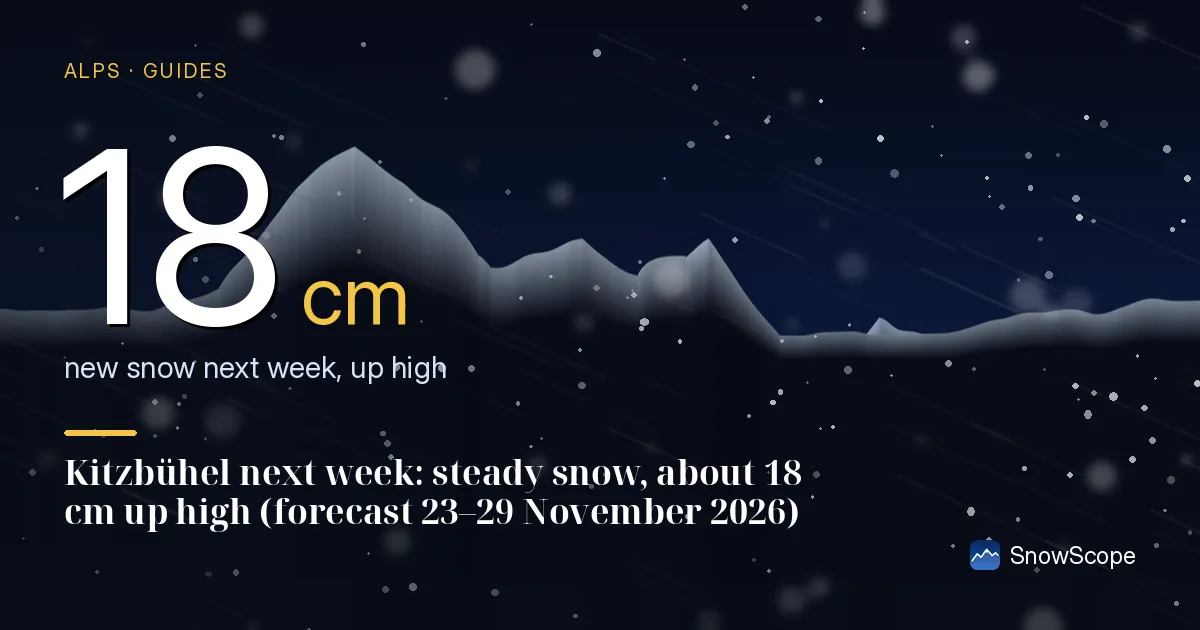 ALPS · GUIDES
18 cm
new snow next week, up high
Kitzbühel next week: steady snow, about 18
cm up high (forecast 23–29 November 2026)
SnowScope